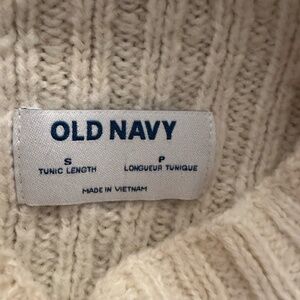 OLD NAVY
S P
TUNIC LENGTH LONGUEUR TUNIQUE
MADE IN VIETNAM